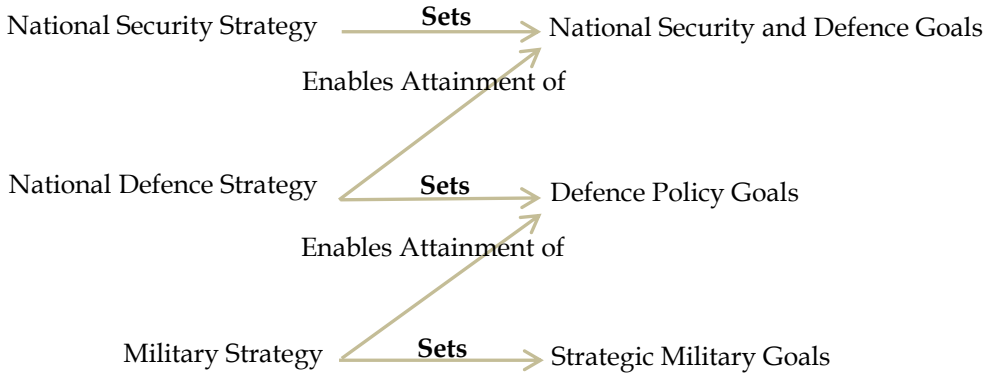 National Security Strategy Sets National Security and Defence Goals
Enables Attainment of
National Defence Strategy Sets Defence Policy Goals
Enables Attainment of
Military Strategy Sets Strategic Military Goals